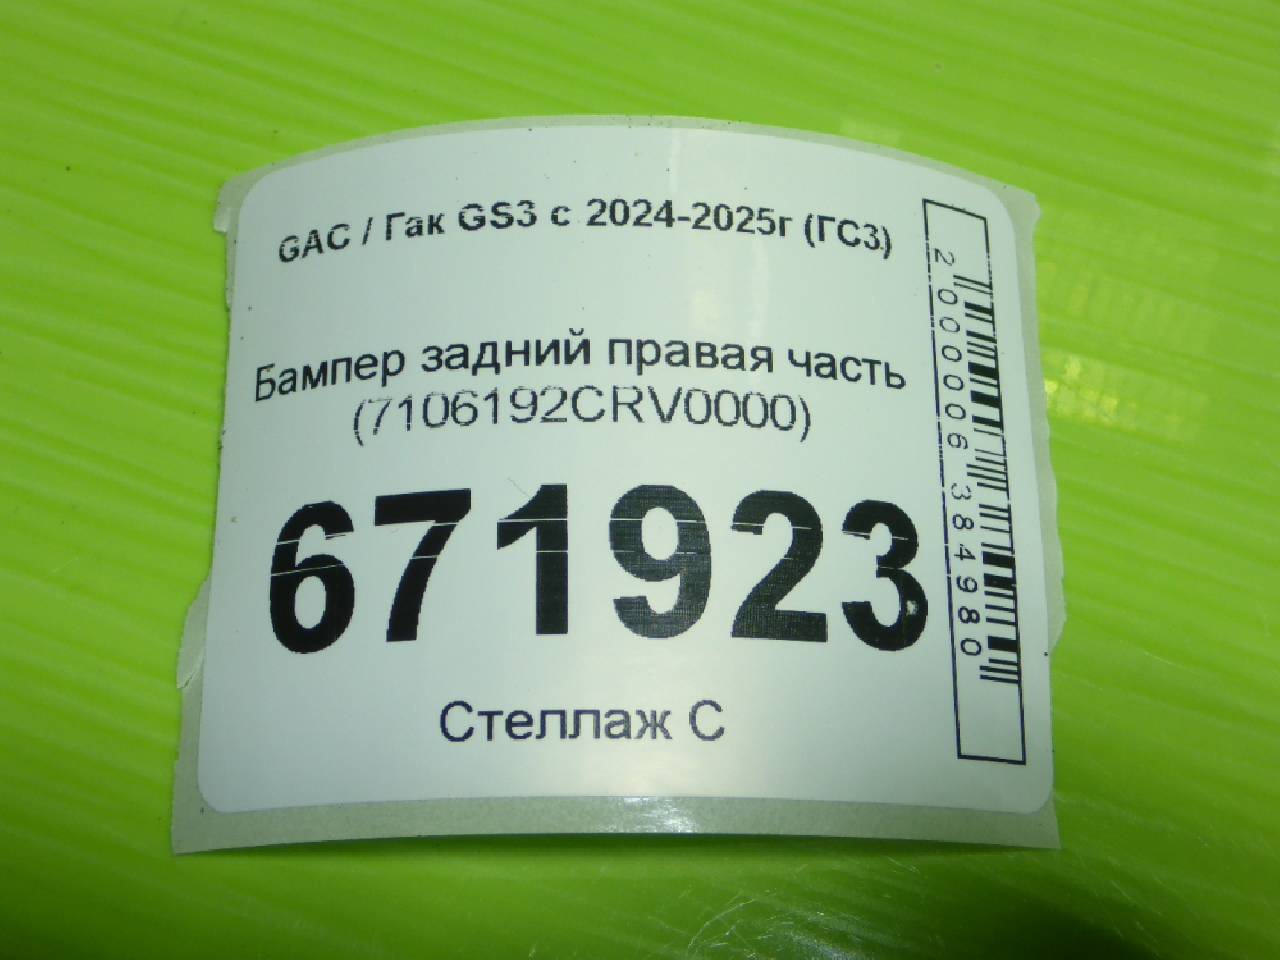 GAC / Гак GS3 с 2024-2025г (ГС3)
Бампер задний правая часть
(7106192CRV0000)
671923
Стеллаж С
2000006384980